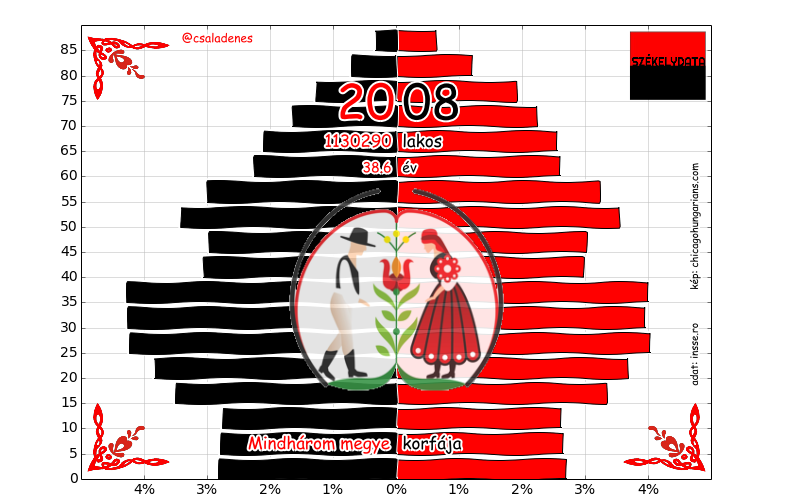 @csaladenes
SZÉKELYDATA
2008
1130290 lakos
38.6 év
kép: chicagohungarians.com
adat: insse.ro
Mindhárom megye korfája
85
80
75
70
65
60
55
50
45
40
35
30
25
20
15
10
5
0
4% 3% 2% 1% 0% 1% 2% 3% 4%